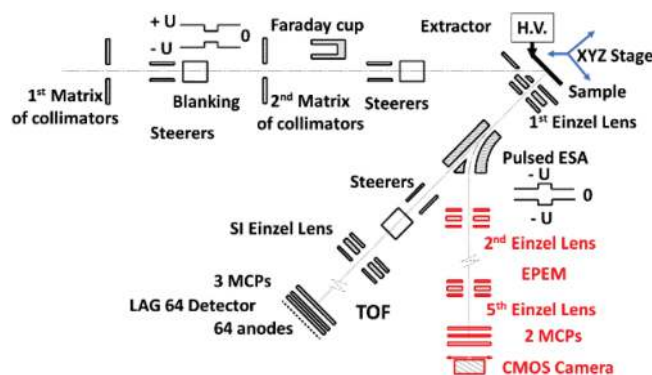 + U
- U
0
Faraday cup
Extractor
H.V.
XYZ Stage
1st Matrix
of collimators
Blanking
Steerers
2nd Matrix
of collimators
Steerers
Sample
1st Einzel Lens
Pulsed ESA
- U
0
- U
Steerers
SI Einzel Lens
2nd Einzel Lens
EPEM
3 MCPs
LAG 64 Detector
64 anodes
TOF
5th Einzel Lens
2 MCPs
CMOS Camera